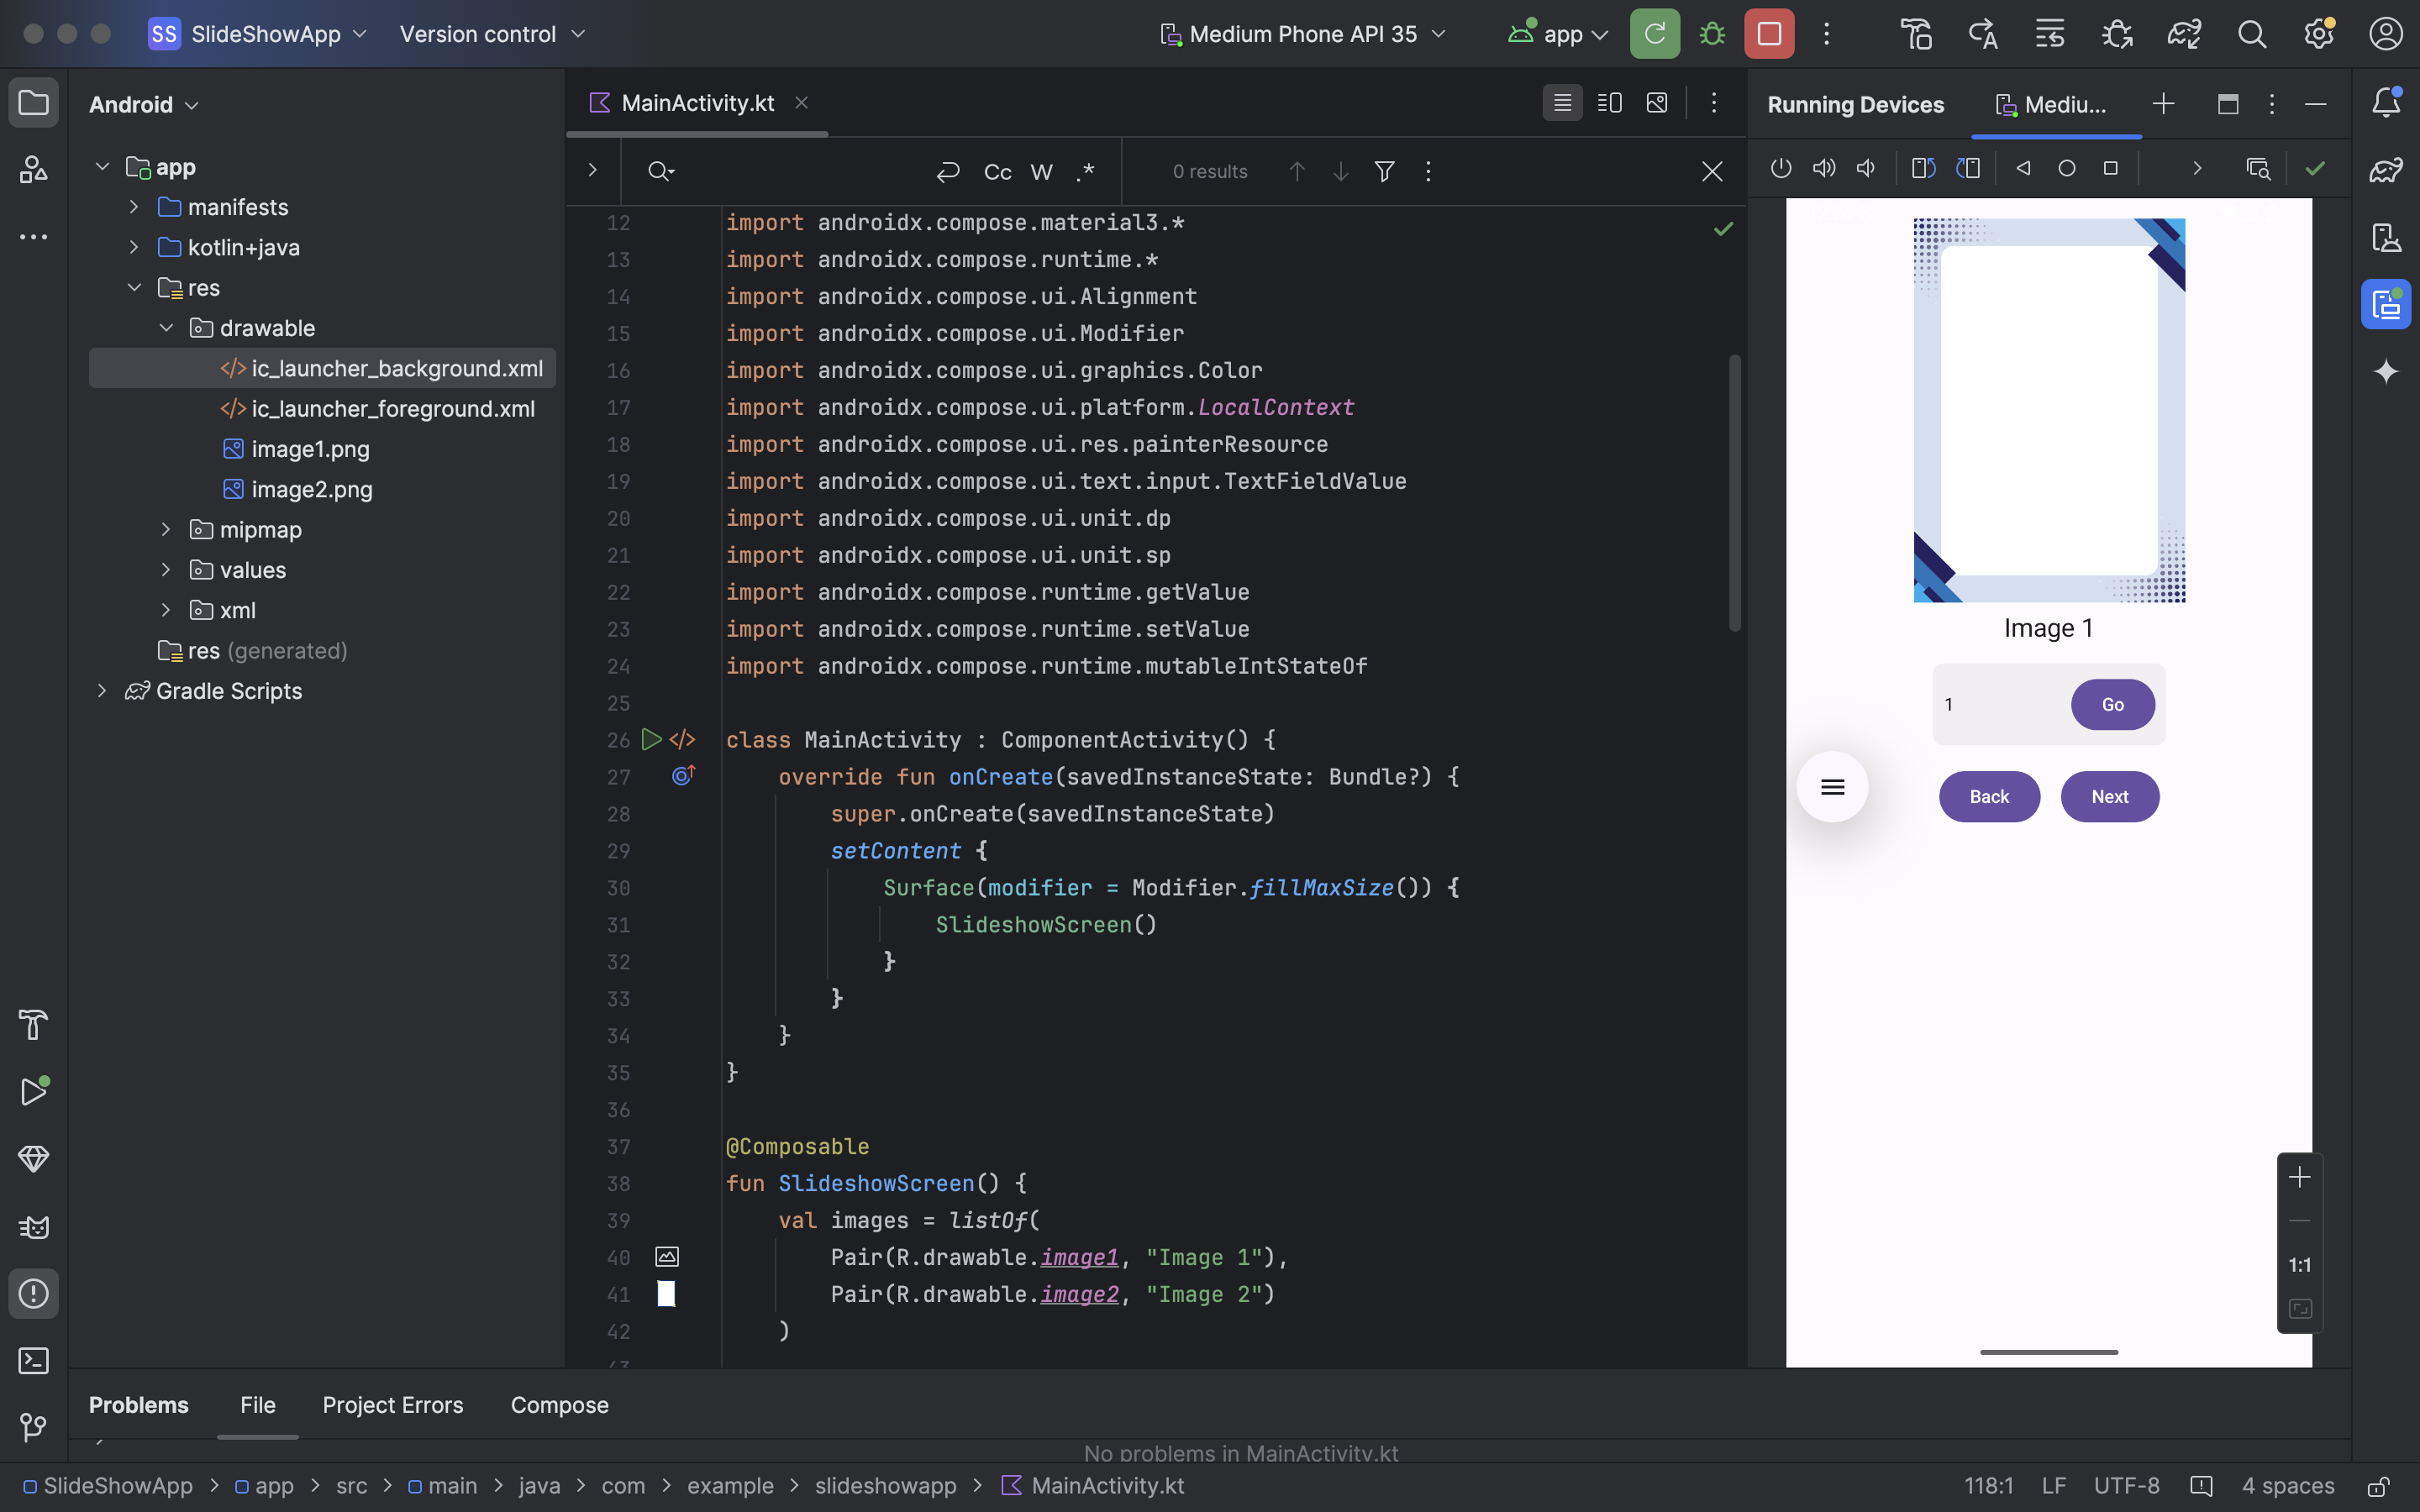 SS SlideShowApp Version control Medium Phone API 35 app
Android
app
manifests
kotlin+java
res
drawable
</> ic_launcher_background.xml
</> ic_launcher_foreground.xml
image1.png
image2.png
mipmap
values
xml
res (generated)
Gradle Scripts
MainActivity.kt
Cc W .* 0 results
12 import androidx.compose.material3.*
13 import androidx.compose.runtime.*
14 import androidx.compose.ui.Alignment
15 import androidx.compose.ui.Modifier
16 import androidx.compose.ui.graphics.Color
17 import androidx.compose.ui.platform.LocalContext
18 import androidx.compose.ui.res.painterResource
19 import androidx.compose.ui.text.input.TextFieldValue
20 import androidx.compose.ui.unit.dp
21 import androidx.compose.ui.unit.sp
22 import androidx.compose.runtime.getValue
23 import androidx.compose.runtime.setValue
24 import androidx.compose.runtime.mutableIntStateOf
25
26 </> class MainActivity : ComponentActivity() {
27 override fun onCreate(savedInstanceState: Bundle?) {
28 super.onCreate(savedInstanceState)
29 setContent {
30 Surface(modifier = Modifier.fillMaxSize()) {
31 SlideshowScreen()
32 }
33 }
34 }
35 }
36
37 @Composable
38 fun SlideshowScreen() {
39 val images = listOf(
40 Pair(R.drawable.image1, "Image 1"),
41 Pair(R.drawable.image2, "Image 2")
42 )
43
Running Devices Mediu...
Image 1
1 Go
Back Next
1:1
Problems File Project Errors Compose
No problems in MainActivity.kt
SlideShowApp > app > src > main > java > com > example > slideshowapp > MainActivity.kt 118:1 LF UTF-8 4 spaces